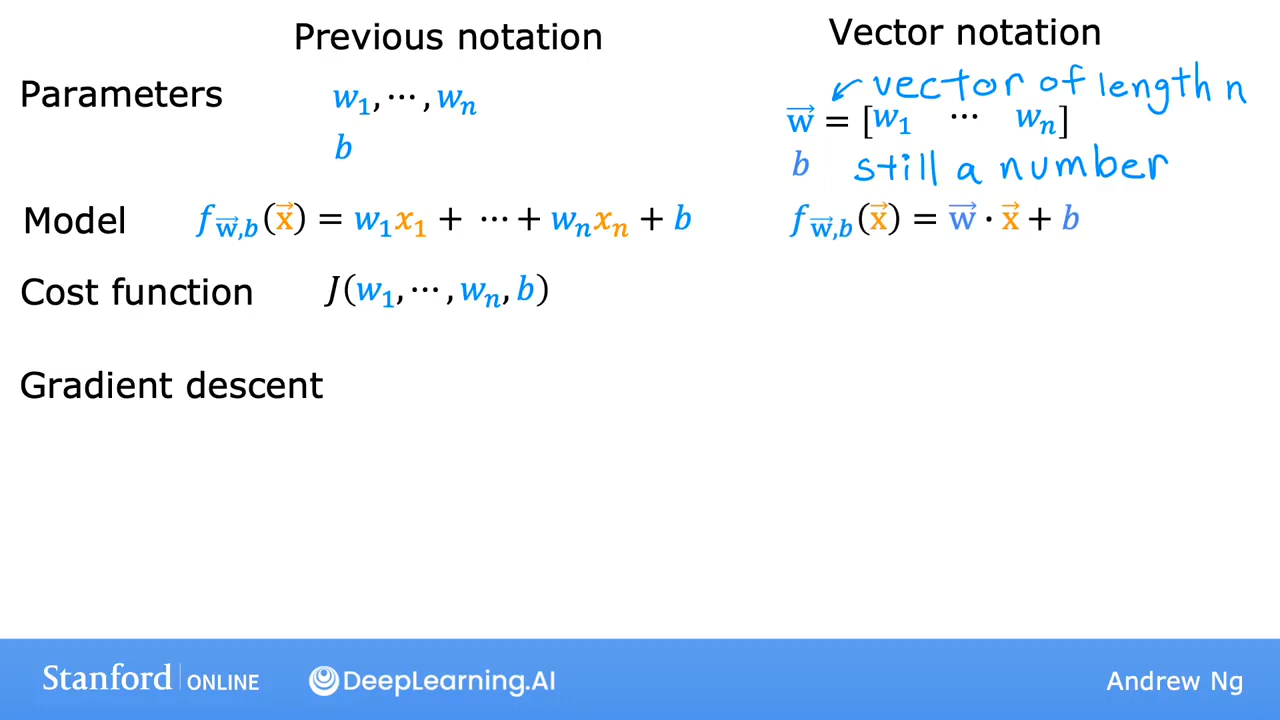 Previous notation
Vector notation
Parameters
w₁, ⋯ , wₙ
vector of length n
w⃗ = [w₁ ⋯ wₙ]
b
b still a number
Model
f_w⃗,b(x⃗) = w₁x₁ + ⋯ + wₙxₙ + b
f_w⃗,b(x⃗) = w⃗ · x⃗ + b
Cost function
J(w₁, ⋯ , wₙ, b)
Gradient descent
Stanford ONLINE
DeepLearning.AI
Andrew Ng